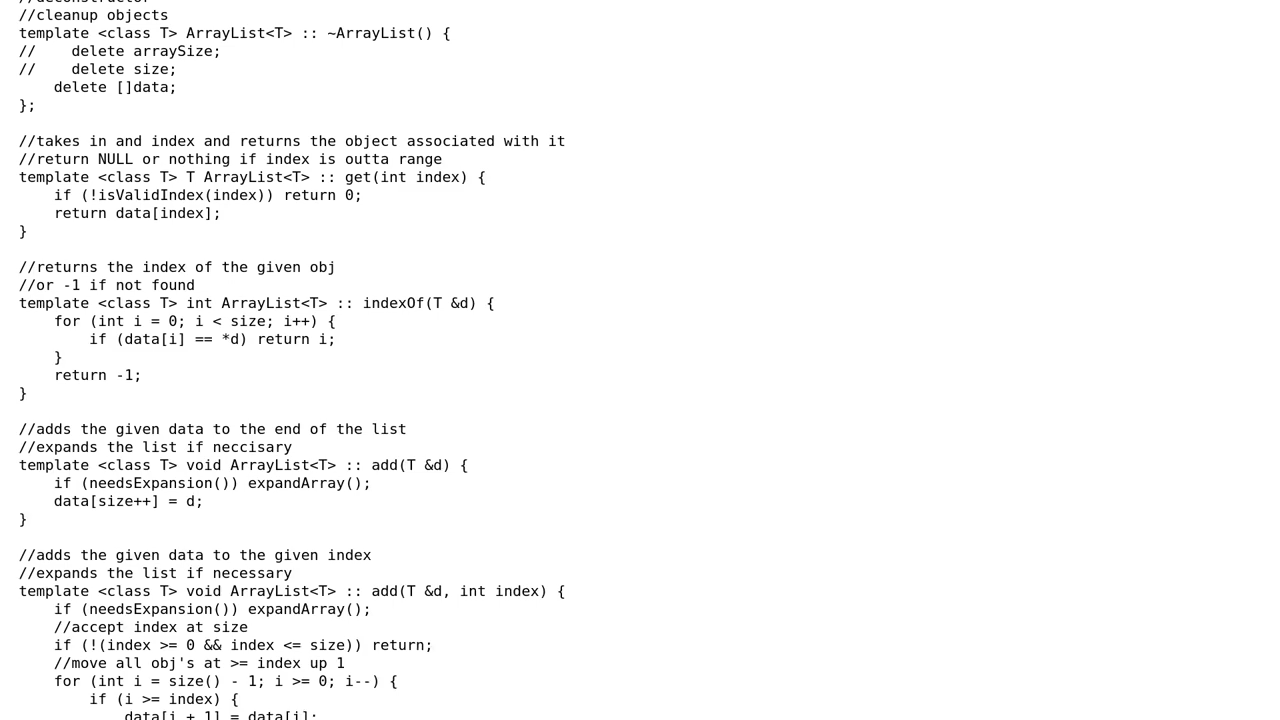 //deconstructor
//cleanup objects
template <class T> ArrayList<T> :: ~ArrayList() {
//    delete arraySize;
//    delete size;
    delete []data;
};

//takes in and index and returns the object associated with it
//return NULL or nothing if index is outta range
template <class T> T ArrayList<T> :: get(int index) {
    if (!isValidIndex(index)) return 0;
    return data[index];
}

//returns the index of the given obj
//or -1 if not found
template <class T> int ArrayList<T> :: indexOf(T &d) {
    for (int i = 0; i < size; i++) {
        if (data[i] == *d) return i;
    }
    return -1;
}

//adds the given data to the end of the list
//expands the list if neccisary
template <class T> void ArrayList<T> :: add(T &d) {
    if (needsExpansion()) expandArray();
    data[size++] = d;
}

//adds the given data to the given index
//expands the list if necessary
template <class T> void ArrayList<T> :: add(T &d, int index) {
    if (needsExpansion()) expandArray();
    //accept index at size
    if (!(index >= 0 && index <= size)) return;
    //move all obj's at >= index up 1
    for (int i = size() - 1; i >= 0; i--) {
        if (i >= index) {
            data[i + 1] = data[i];